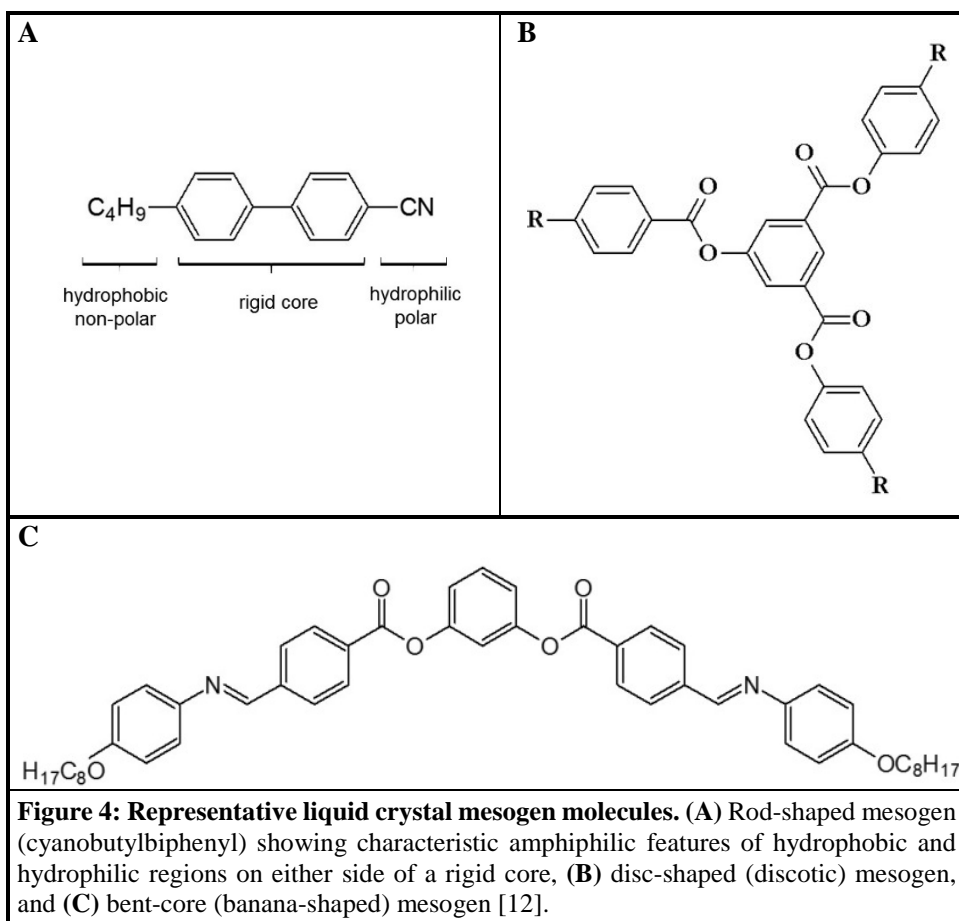 A
C4H9
CN
hydrophobic
non-polar
rigid core
hydrophilic
polar
B
R
O
O
R
O
O
O
O
R
C
O
O
O
O
N
N
H17C8O
OC8H17
Figure 4: Representative liquid crystal mesogen molecules. (A) Rod-shaped mesogen
(cyanobutylbiphenyl) showing characteristic amphiphilic features of hydrophobic and
hydrophilic regions on either side of a rigid core, (B) disc-shaped (discotic) mesogen,
and (C) bent-core (banana-shaped) mesogen [12].